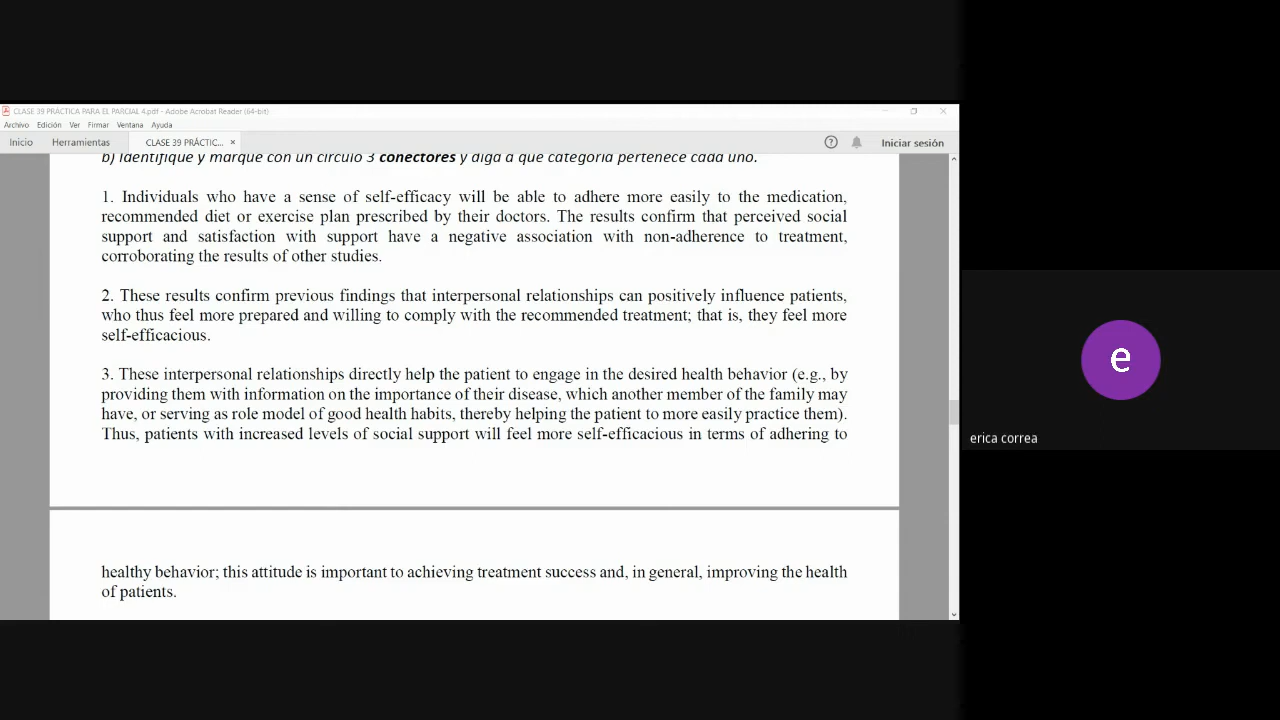 CLASE 39 PRÁCTICA PARA EL PARCIAL 4.pdf - Adobe Acrobat Reader (64-bit)
Archivo Edición Ver Firmar Ventana Ayuda
Inicio Herramientas CLASE 39 PRÁCTIC... × Iniciar sesión
b) Identifique y marque con un círculo 3 conectores y diga a qué categoría pertenece cada uno.
1. Individuals who have a sense of self-efficacy will be able to adhere more easily to the medication,
recommended diet or exercise plan prescribed by their doctors. The results confirm that perceived social
support and satisfaction with support have a negative association with non-adherence to treatment,
corroborating the results of other studies.
2. These results confirm previous findings that interpersonal relationships can positively influence patients,
who thus feel more prepared and willing to comply with the recommended treatment; that is, they feel more
self-efficacious.
3. These interpersonal relationships directly help the patient to engage in the desired health behavior (e.g., by
providing them with information on the importance of their disease, which another member of the family may
have, or serving as role model of good health habits, thereby helping the patient to more easily practice them).
Thus, patients with increased levels of social support will feel more self-efficacious in terms of adhering to
healthy behavior; this attitude is important to achieving treatment success and, in general, improving the health
of patients.
e
erica correa